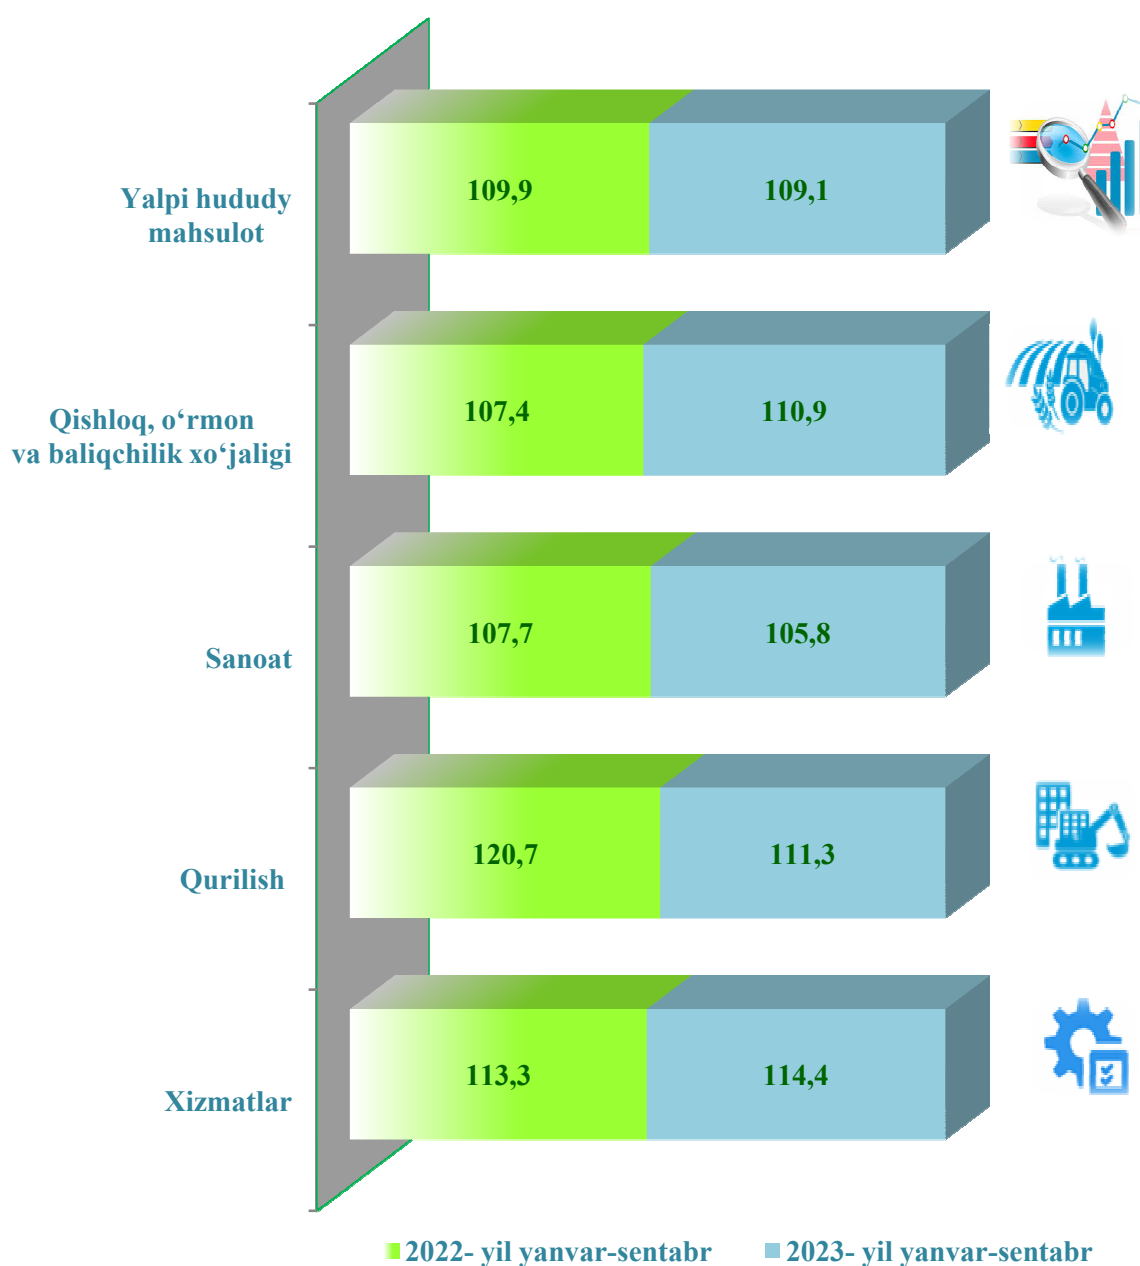 109,9
109,1
Yalpi hududy
mahsulot
107,4
110,9
Qishloq, o‘rmon
va baliqchilik xo‘jaligi
107,7
105,8
Sanoat
120,7
111,3
Qurilish
113,3
114,4
Xizmatlar
2022- yil yanvar-sentabr
2023- yil yanvar-sentabr